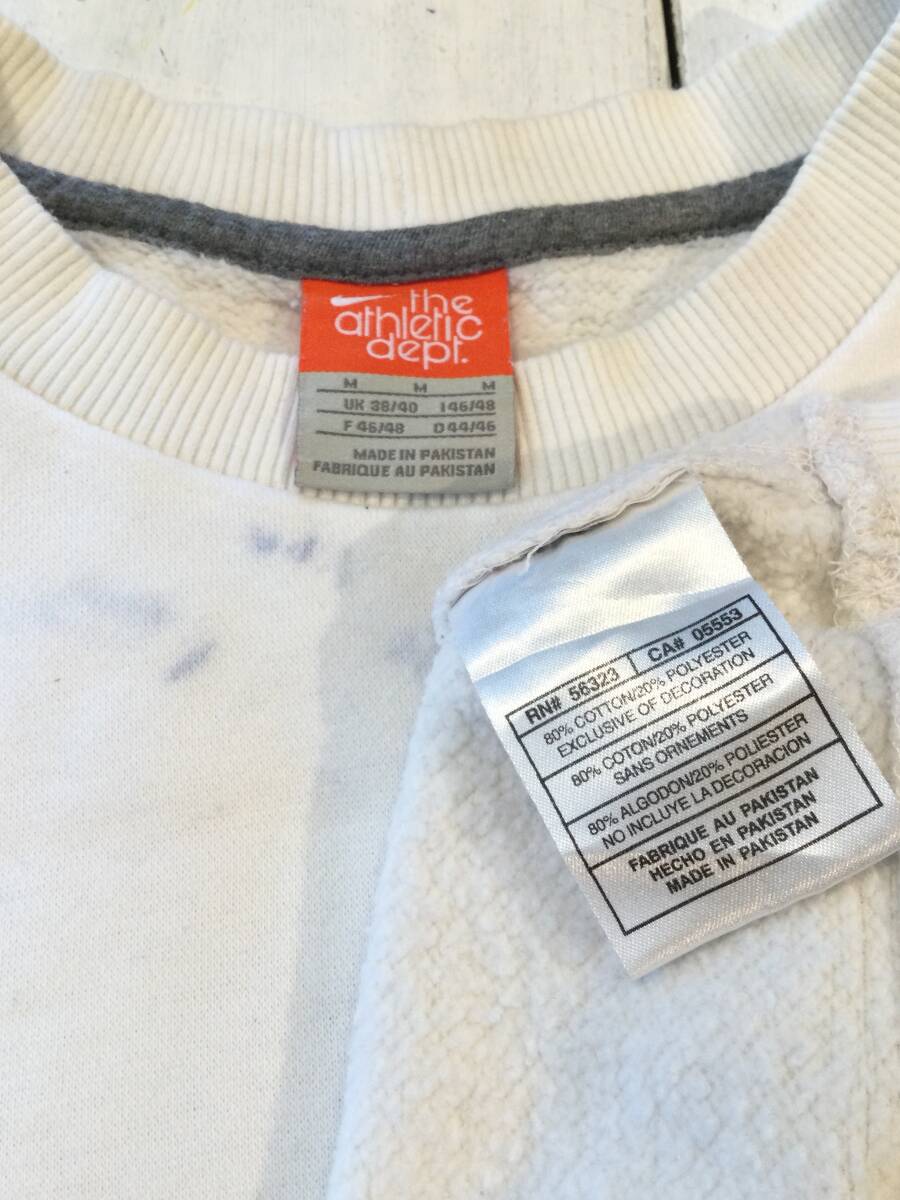 the
athletic
dept.
M M M
UK 38/40 I 46/48
F 46/48 D 44/46
MADE IN PAKISTAN
FABRIQUE AU PAKISTAN
RN# 56323 CA# 05553
80% COTTON/20% POLYESTER
EXCLUSIVE OF DECORATION
80% COTON/20% POLYESTER
SANS ORNEMENTS
80% ALGODON/20% POLIESTER
NO INCLUYE LA DECORACION
FABRIQUE AU PAKISTAN
HECHO EN PAKISTAN
MADE IN PAKISTAN